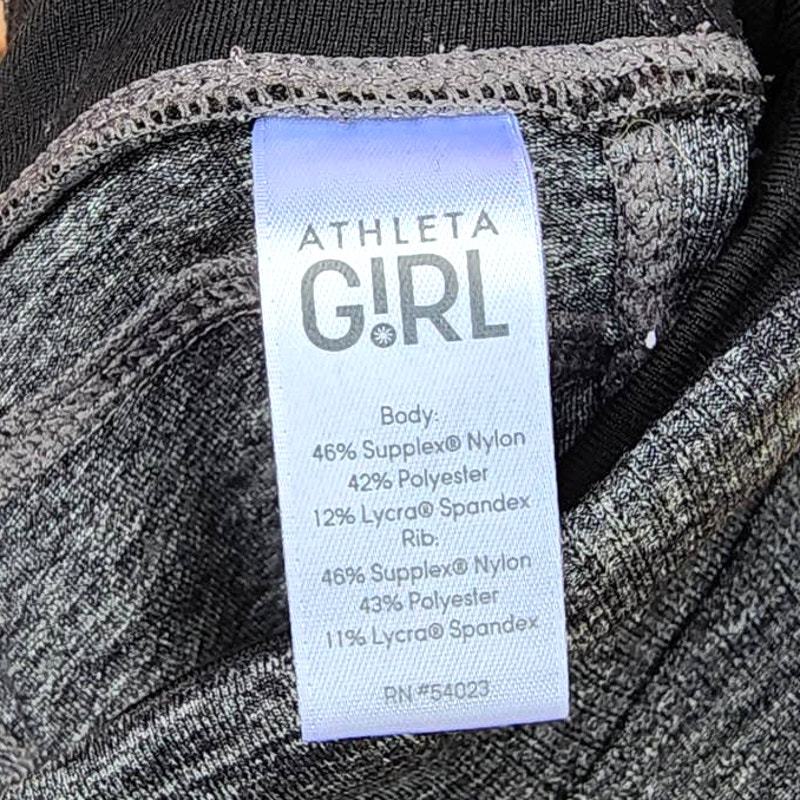 ATHLETA
G!RL
Body:
46% Supplex® Nylon
42% Polyester
12% Lycra® Spandex
Rib:
46% Supplex® Nylon
43% Polyester
11% Lycra® Spandex
RN #54023